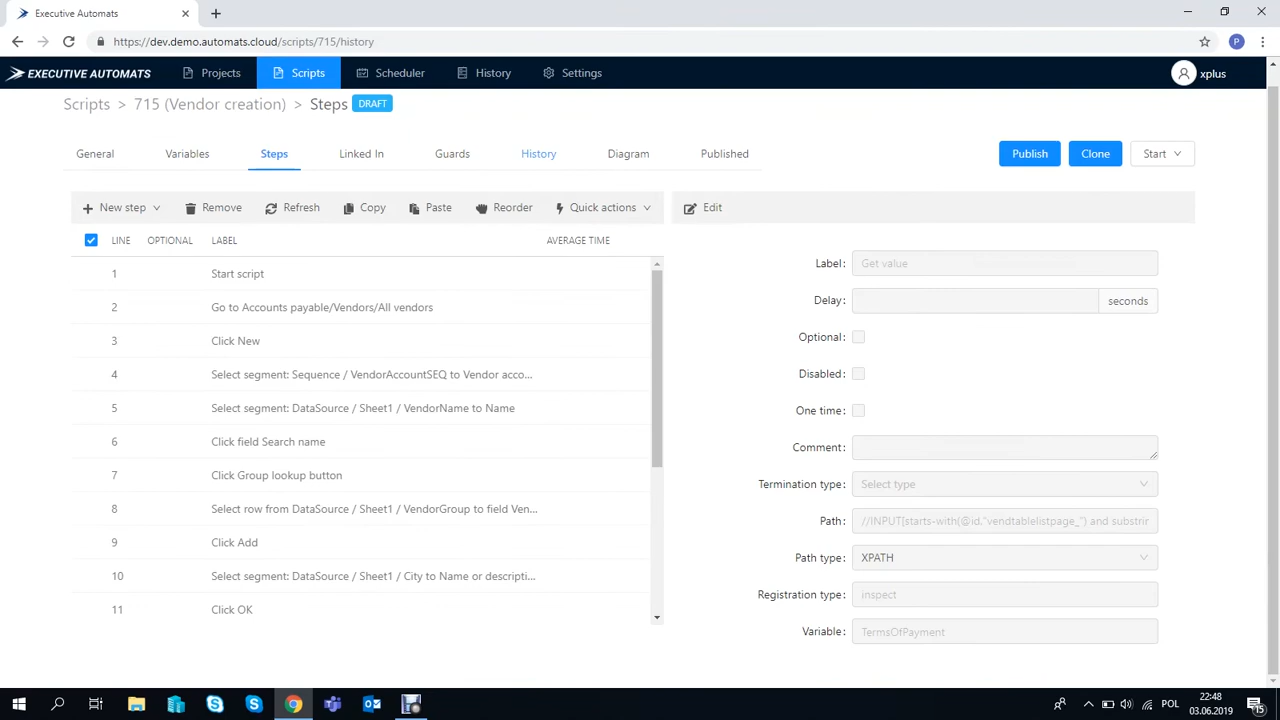 Executive Automats
https://dev.demo.automats.cloud/scripts/715/history
P
EXECUTIVE AUTOMATS
Projects
Scripts
Scheduler
History
Settings
xplus
Scripts > 715 (Vendor creation) > Steps DRAFT
General
Variables
Steps
Linked In
Guards
History
Diagram
Published
Publish
Clone
Start
New step
Remove
Refresh
Copy
Paste
Reorder
Quick actions
Edit
LINE OPTIONAL LABEL AVERAGE TIME
1 Start script
2 Go to Accounts payable/Vendors/All vendors
3 Click New
4 Select segment: Sequence / VendorAccountSEQ to Vendor acco...
5 Select segment: DataSource / Sheet1 / VendorName to Name
6 Click field Search name
7 Click Group lookup button
8 Select row from DataSource / Sheet1 / VendorGroup to field Ven...
9 Click Add
10 Select segment: DataSource / Sheet1 / City to Name or descripti...
11 Click OK
Label: Get value
Delay: seconds
Optional:
Disabled:
One time:
Comment:
Termination type: Select type
Path: //INPUT[starts-with(@id,"vendtablelistpage_") and substrin
Path type: XPATH
Registration type: inspect
Variable: TermsOfPayment
POL
22:48
03.06.2019
15